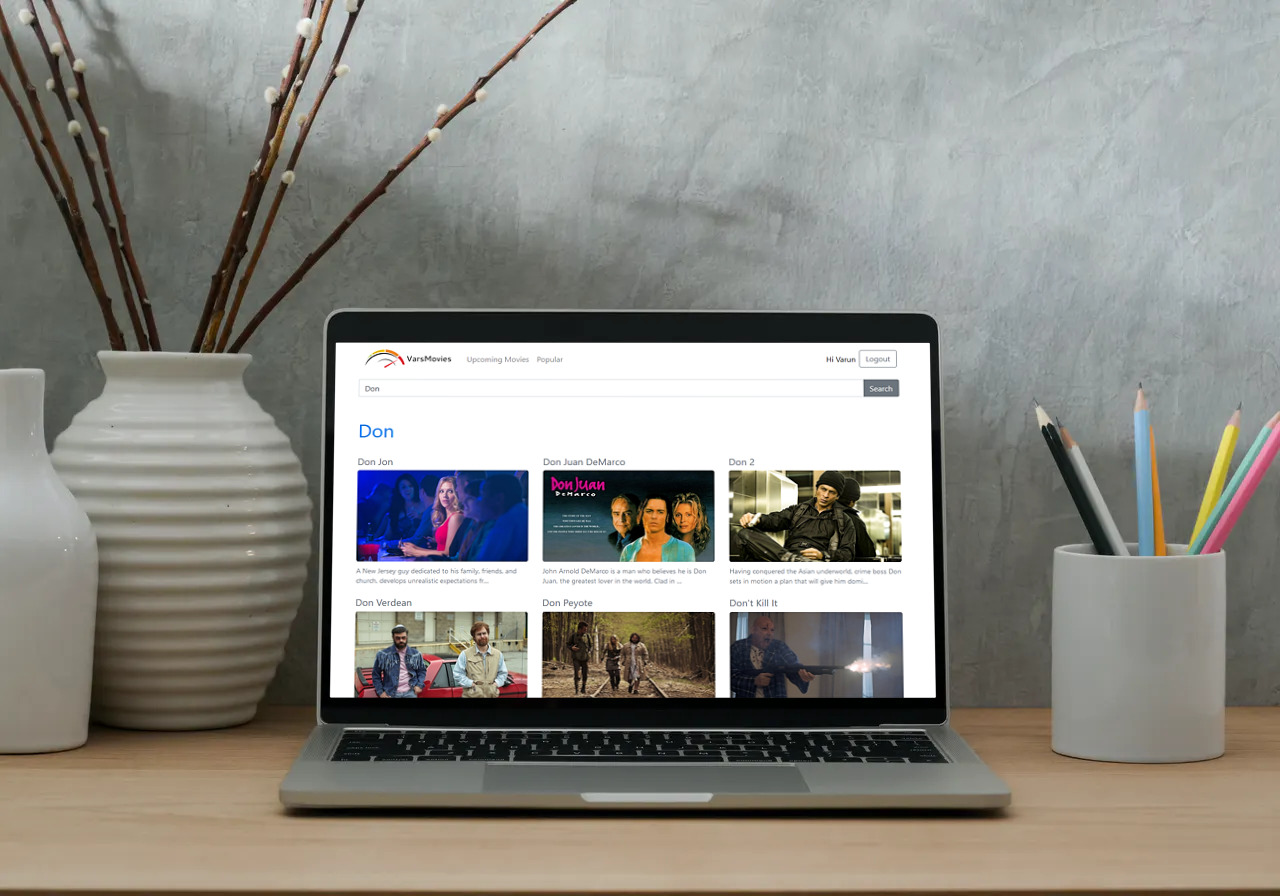 VarsMovies Upcoming Movies Popular Hi Varun Logout
Don Search
Don
Don Jon Don Juan DeMarco Don 2
Don Juan
DeMarco
A New Jersey guy dedicated to his family, friends, and
church, develops unrealistic expectations fr...
John Arnold DeMarco is a man who believes he is Don
Juan, the greatest lover in the world. Clad in ...
Having conquered the Asian underworld, crime boss Don
sets in motion a plan that will give him domi...
Don Verdean Don Peyote Don't Kill It